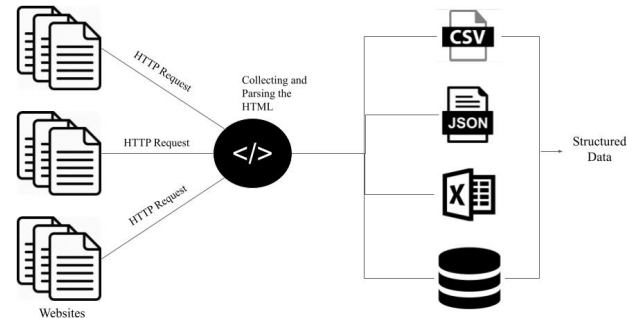 HTTP Request
HTTP Request
HTTP Request
Websites
Collecting and
Parsing the
HTML
</>
CSV
JSON
X
Structured
Data